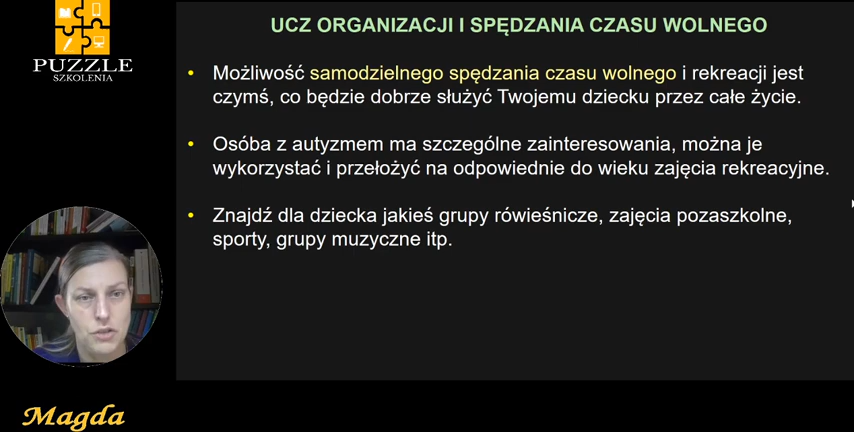 PUZZLE
SZKOLENIA
UCZ ORGANIZACJI I SPĘDZANIA CZASU WOLNEGO
• Możliwość samodzielnego spędzania czasu wolnego i rekreacji jest
czymś, co będzie dobrze służyć Twojemu dziecku przez całe życie.
• Osóba z autyzmem ma szczególne zainteresowania, można je
wykorzystać i przełożyć na odpowiednie do wieku zajęcia rekreacyjne.
• Znajdź dla dziecka jakieś grupy rówieśnicze, zajęcia pozaszkolne,
sporty, grupy muzyczne itp.
Magda